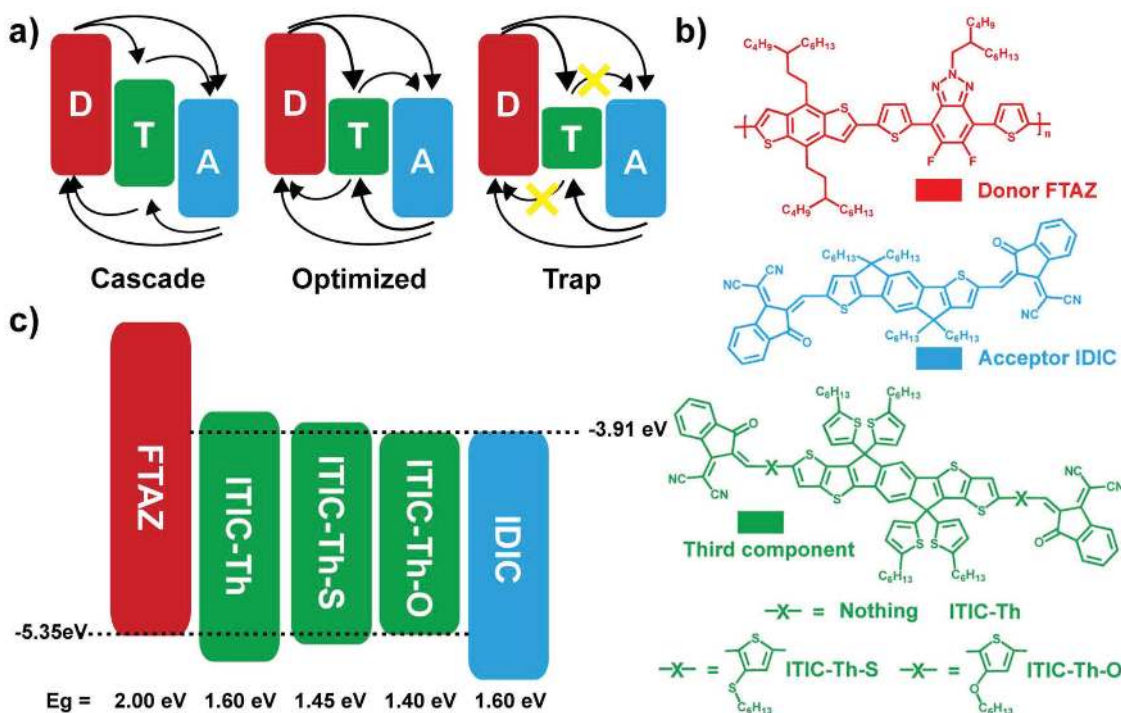 a)
D
T
A
D
T
A
D
T
A
Cascade
Optimized
Trap
b)
C4H9
C6H13
C4H9
C6H13
S
S
S
N
N
N
S
F
F
n
C4H9
C6H13
Donor FTAZ
NC
CN
O
C6H13
C6H13
S
S
O
C6H13
C6H13
CN
NC
Acceptor IDIC
c)
FTAZ
ITIC-Th
ITIC-Th-S
ITIC-Th-O
IDIC
-3.91 eV
-5.35eV
Eg = 2.00 eV 1.60 eV 1.45 eV 1.40 eV 1.60 eV
C6H13
C6H13
O
S
S
X
S
S
NC
CN
S
S
X
S
S
O
CN
NC
C6H13
C6H13
Third component
X = Nothing ITIC-Th
X = S S C6H13 ITIC-Th-S X = S O C6H13 ITIC-Th-O